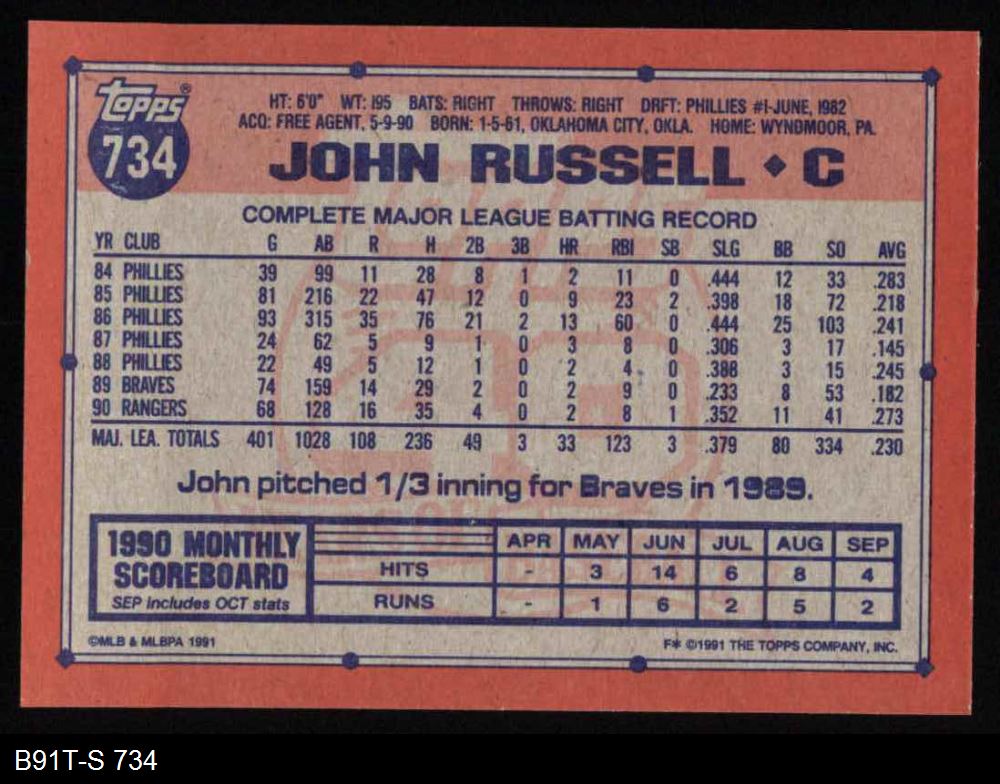 topps®
734
HT: 6'0" WT: 195 BATS: RIGHT THROWS: RIGHT DRFT: PHILLIES #1-JUNE, 1982
ACQ: FREE AGENT, 5-9-90 BORN: 1-5-61, OKLAHOMA CITY, OKLA. HOME: WYNDMOOR, PA.
JOHN RUSSELL ◆ C
COMPLETE MAJOR LEAGUE BATTING RECORD
YR CLUB G AB R H 2B 3B HR RBI SB SLG BB SO AVG
84 PHILLIES 39 99 11 28 8 1 2 11 0 .444 12 33 .283
85 PHILLIES 81 216 22 47 12 0 9 23 2 .398 18 72 .218
86 PHILLIES 93 315 35 76 21 2 13 60 0 .444 25 103 .241
87 PHILLIES 24 62 5 9 1 0 3 8 0 .306 3 17 .145
88 PHILLIES 22 49 5 12 1 0 2 4 0 .388 3 15 .245
89 BRAVES 74 159 14 29 2 0 2 9 0 .233 8 53 .182
90 RANGERS 68 128 16 35 4 0 2 8 1 .352 11 41 .273
MAJ. LEA. TOTALS 401 1028 108 236 49 3 33 123 3 .379 80 334 .230
John pitched 1/3 inning for Braves in 1989.
1990 MONTHLY
SCOREBOARD
SEP includes OCT stats
APR MAY JUN JUL AUG SEP
HITS - 3 14 6 8 4
RUNS - 1 6 2 5 2
©MLB & MLBPA 1991
F* ©1991 THE TOPPS COMPANY, INC.
B91T-S 734